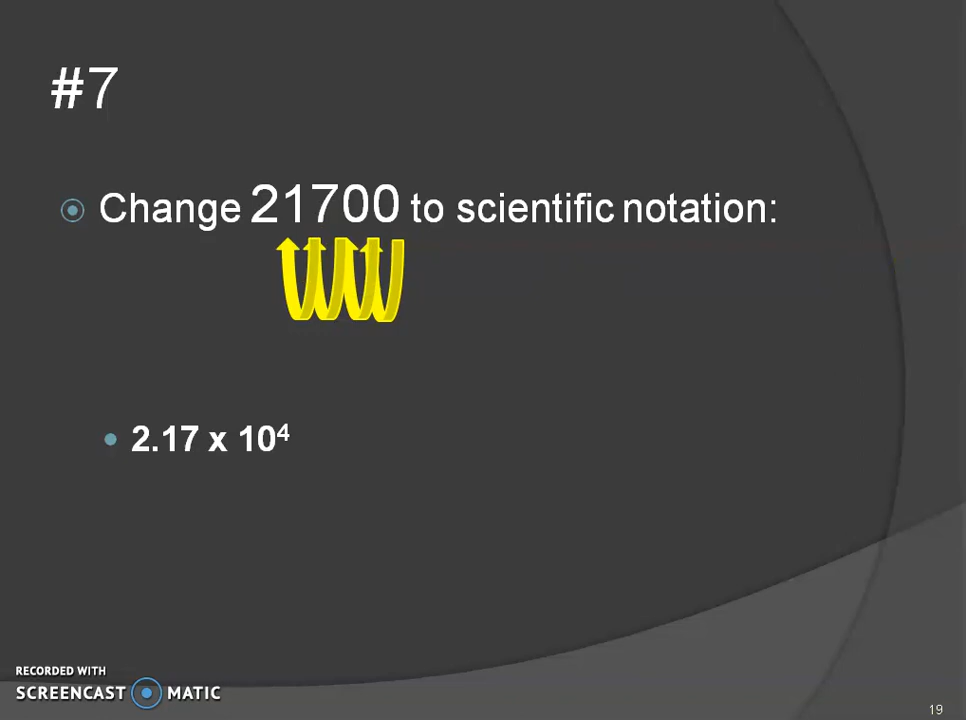 #7
Change 21700 to scientific notation:
2.17 x 10⁴
RECORDED WITH
SCREENCAST MATIC
19